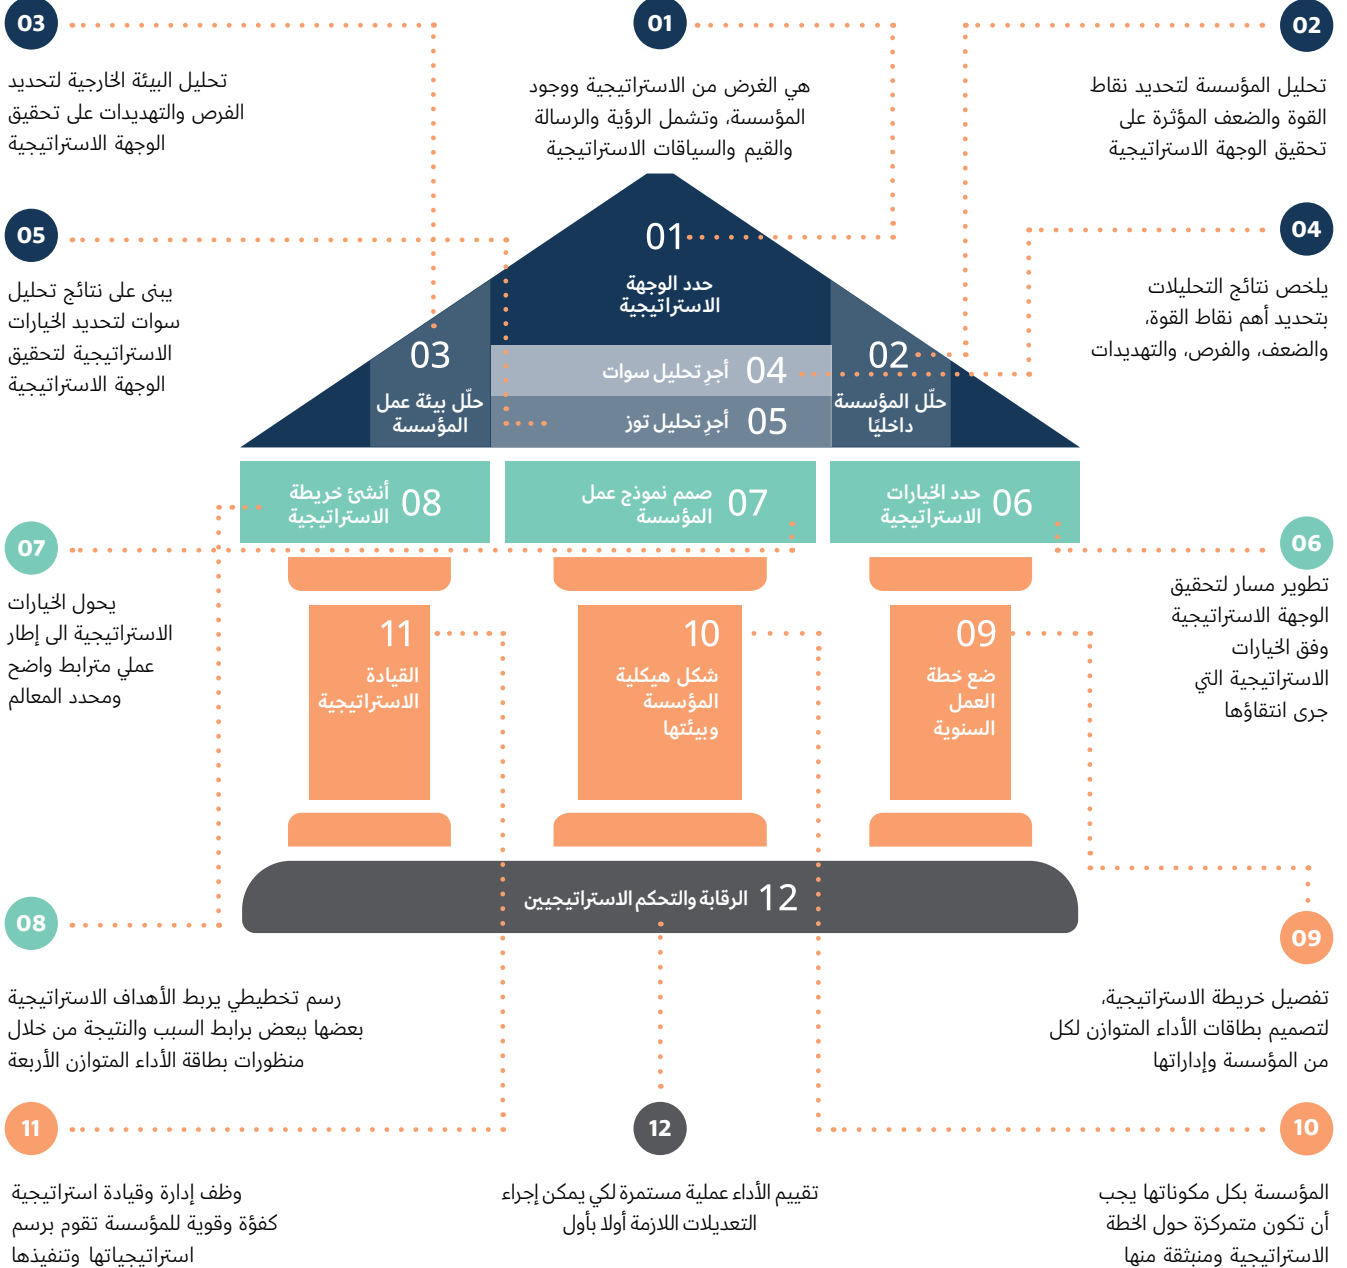 01
هي الغرض من الاستراتيجية ووجود
المؤسسة، وتشمل الرؤية والرسالة
والقيم والسياقات الاستراتيجية
02
تحليل المؤسسة لتحديد نقاط
القوة والضعف المؤثرة على
تحقيق الوجهة الاستراتيجية
03
تحليل البيئة الخارجية لتحديد
الفرص والتهديدات على تحقيق
الوجهة الاستراتيجية
04
يلخص نتائج التحليلات
بتحديد أهم نقاط القوة،
والضعف، والفرص، والتهديدات
05
يبنى على نتائج تحليل
سوات لتحديد الخيارات
الاستراتيجية لتحقيق
الوجهة الاستراتيجية
01
حدد الوجهة
الاستراتيجية
02
حلّل المؤسسة
داخليًا
03
حلّل بيئة عمل
المؤسسة
04 أجرِ تحليل سوات
05 أجرِ تحليل توز
06 حدد الخيارات
الاستراتيجية
07 صمم نموذج عمل
المؤسسة
08 أنشئ خريطة
الاستراتيجية
06
تطوير مسار لتحقيق
الوجهة الاستراتيجية
وفق الخيارات
الاستراتيجية التي
جرى انتقاؤها
07
يحول الخيارات
الاستراتيجية الى إطار
عملي مترابط واضح
ومحدد المعالم
09
ضع خطة
العمل
السنوية
10
شكل هيكلية
المؤسسة
وبيئتها
11
القيادة
الاستراتيجية
12 الرقابة والتحكم الاستراتيجيين
08
رسم تخطيطي يربط الأهداف الاستراتيجية
بعضها ببعض برابط السبب والنتيجة من خلال
منظورات بطاقة الأداء المتوازن الأربعة
09
تفصيل خريطة الاستراتيجية،
لتصميم بطاقات الأداء المتوازن لكل
من المؤسسة وإداراتها
10
المؤسسة بكل مكوناتها يجب
أن تكون متمركزة حول الخطة
الاستراتيجية ومنبثقة منها
12
تقييم الأداء عملية مستمرة لكي يمكن إجراء
التعديلات اللازمة أولا بأول
11
وظف إدارة وقيادة استراتيجية
كفؤة وقوية للمؤسسة تقوم برسم
استراتيجياتها وتنفيذها